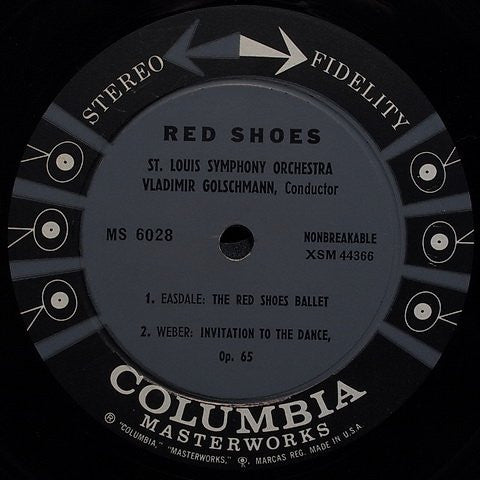 STEREO FIDELITY
RED SHOES
ST. LOUIS SYMPHONY ORCHESTRA
VLADIMIR GOLSCHMANN, Conductor
MS 6028
NONBREAKABLE
XSM 44366
1. EASDALE: THE RED SHOES BALLET
2. WEBER: INVITATION TO THE DANCE,
Op. 65
COLUMBIA
MASTERWORKS
® "COLUMBIA," "MASTERWORKS," Ⓟ, MARCAS REG. MADE IN U.S.A